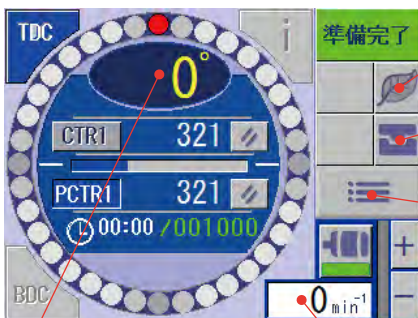 TDC
i
準備完了
0°
CTR1 321
PCTR1 321
00:00 /001000
BDC
+
0 min-1
−